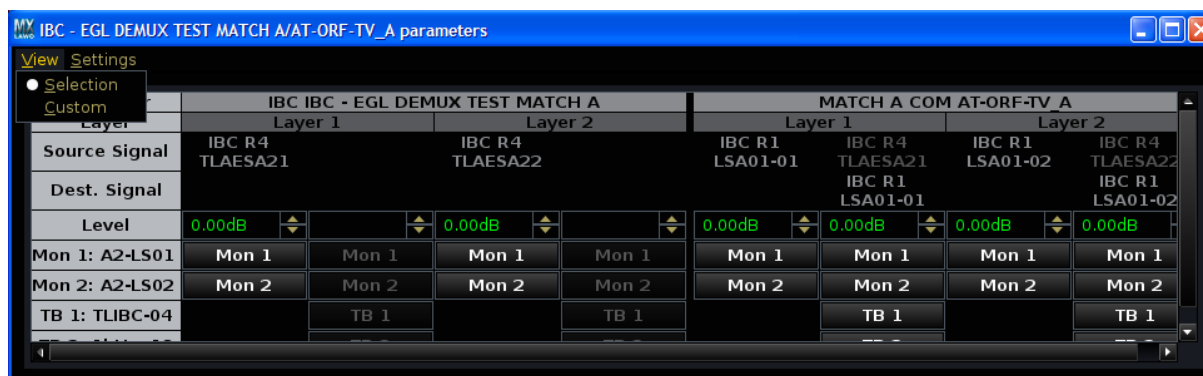 MX LAWO IBC - EGL DEMUX TEST MATCH A/AT-ORF-TV_A parameters
View Settings
Selection
Custom
IBC IBC - EGL DEMUX TEST MATCH A MATCH A COM AT-ORF-TV_A
Layer Layer 1 Layer 2 Layer 1 Layer 2
Source Signal IBC R4 TLAESA21 IBC R4 TLAESA22 IBC R1 LSA01-01 IBC R4 TLAESA21 IBC R1 LSA01-02 IBC R4 TLAESA22
Dest. Signal IBC R1 LSA01-01 IBC R1 LSA01-02
Level 0.00dB 0.00dB 0.00dB 0.00dB 0.00dB 0.00dB
Mon 1: A2-LS01 Mon 1 Mon 1 Mon 1 Mon 1 Mon 1 Mon 1 Mon 1 Mon 1
Mon 2: A2-LS02 Mon 2 Mon 2 Mon 2 Mon 2 Mon 2 Mon 2 Mon 2 Mon 2
TB 1: TLIBC-04 TB 1 TB 1 TB 1 TB 1